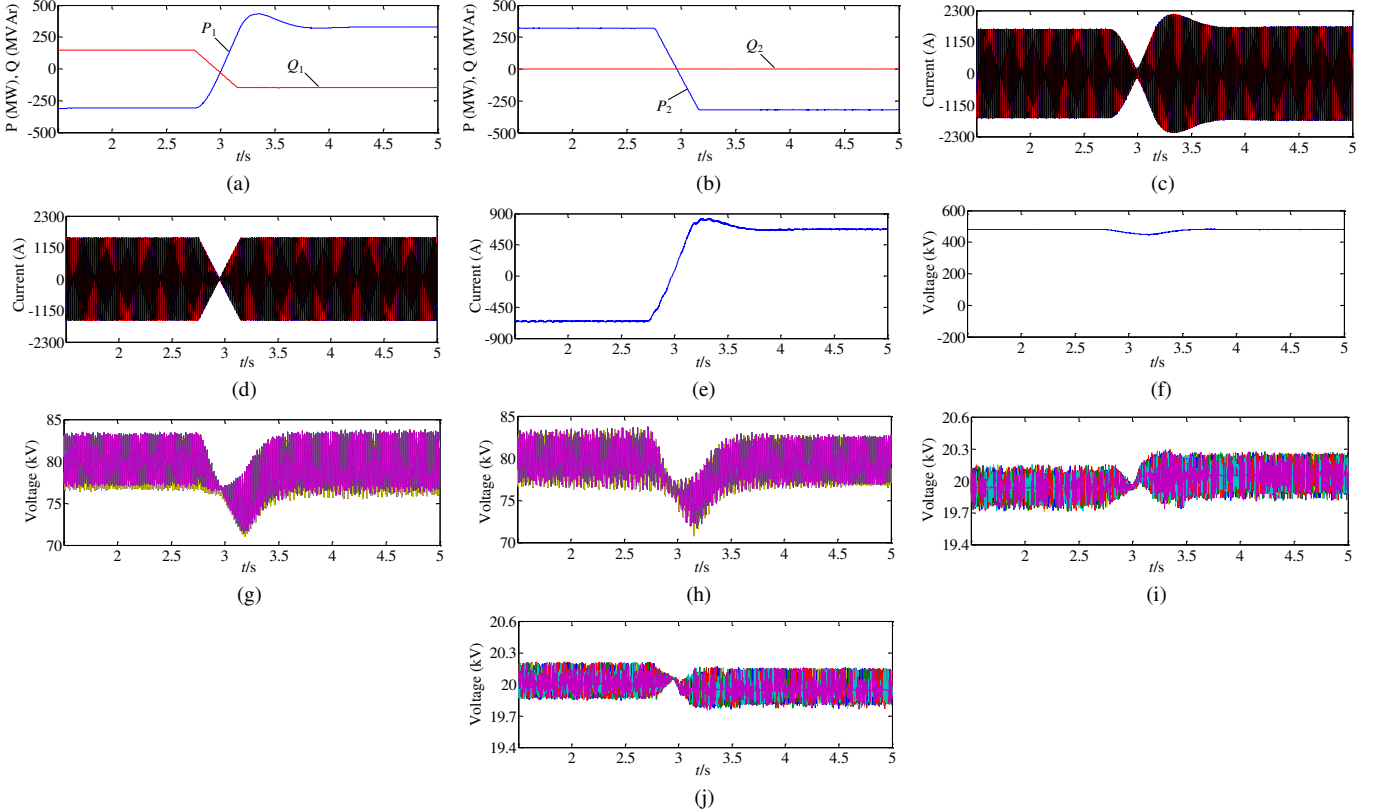 500
250
0
-250
-500
P (MW), Q (MVAr)
P1
Q1
2 2.5 3 3.5 4 4.5 5
t/s
(a)
500
250
0
-250
-500
P (MW), Q (MVAr)
Q2
P2
2 2.5 3 3.5 4 4.5 5
t/s
(b)
2300
1150
0
-1150
-2300
Current (A)
2 2.5 3 3.5 4 4.5 5
t/s
(c)
2300
1150
0
-1150
-2300
Current (A)
2 2.5 3 3.5 4 4.5 5
t/s
(d)
900
450
0
-450
-900
Current (A)
2 2.5 3 3.5 4 4.5 5
t/s
(e)
600
400
200
0
-200
Voltage (kV)
2 2.5 3 3.5 4 4.5 5
t/s
(f)
85
80
75
70
Voltage (kV)
2 2.5 3 3.5 4 4.5 5
t/s
(g)
85
80
75
70
Voltage (kV)
2 2.5 3 3.5 4 4.5 5
t/s
(h)
20.6
20.3
20
19.7
19.4
Voltage (kV)
2 2.5 3 3.5 4 4.5 5
t/s
(i)
20.6
20.3
20
19.7
19.4
Voltage (kV)
2 2.5 3 3.5 4 4.5 5
t/s
(j)